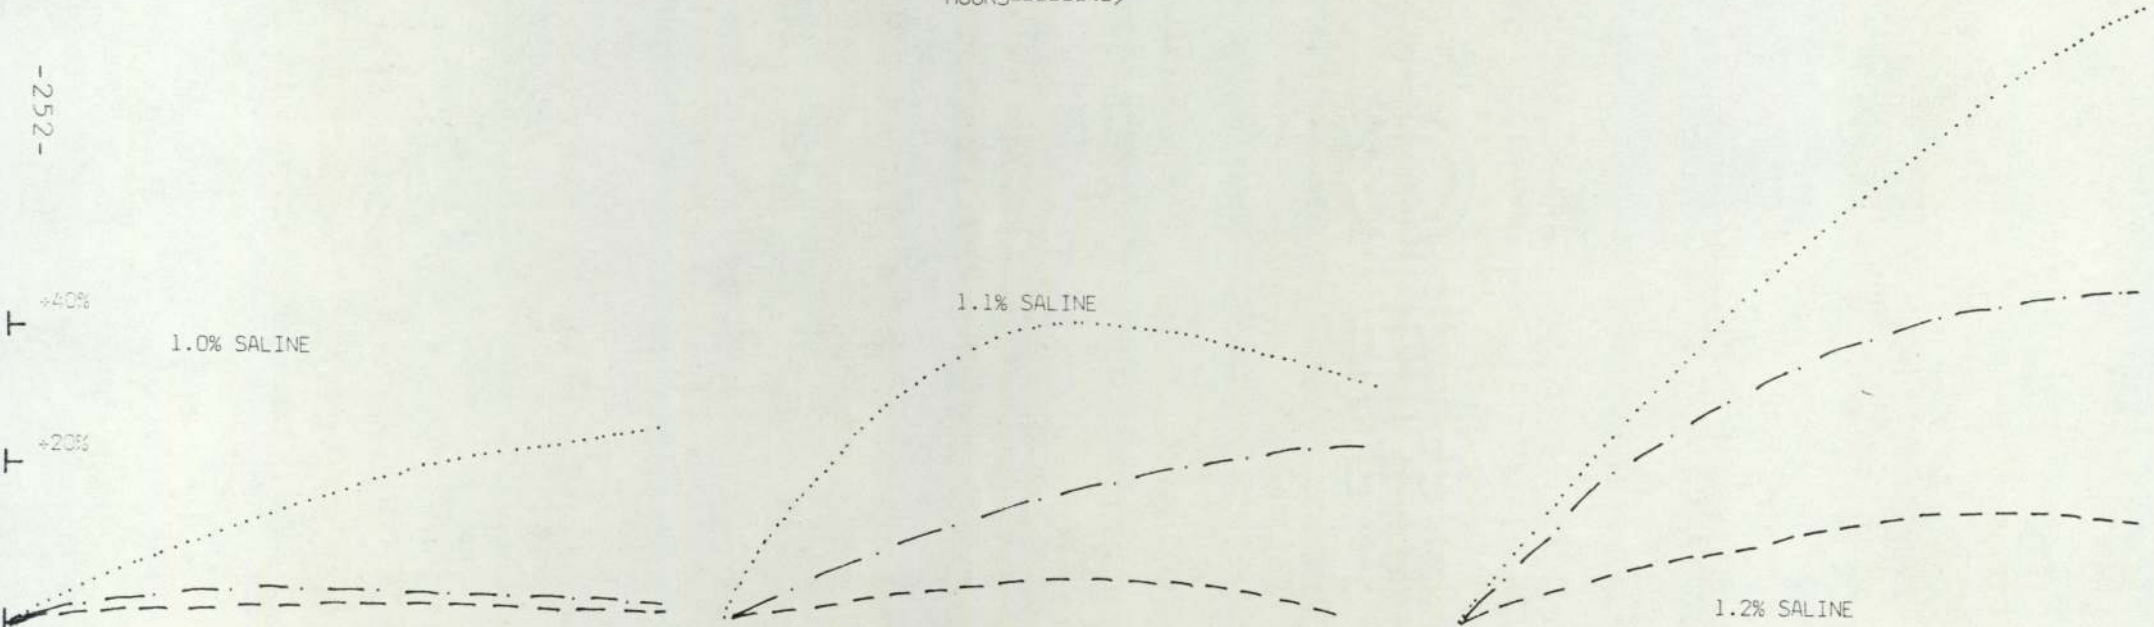 -252-
+40%
1.0% SALINE
+20%
1.1% SALINE
1.2% SALINE